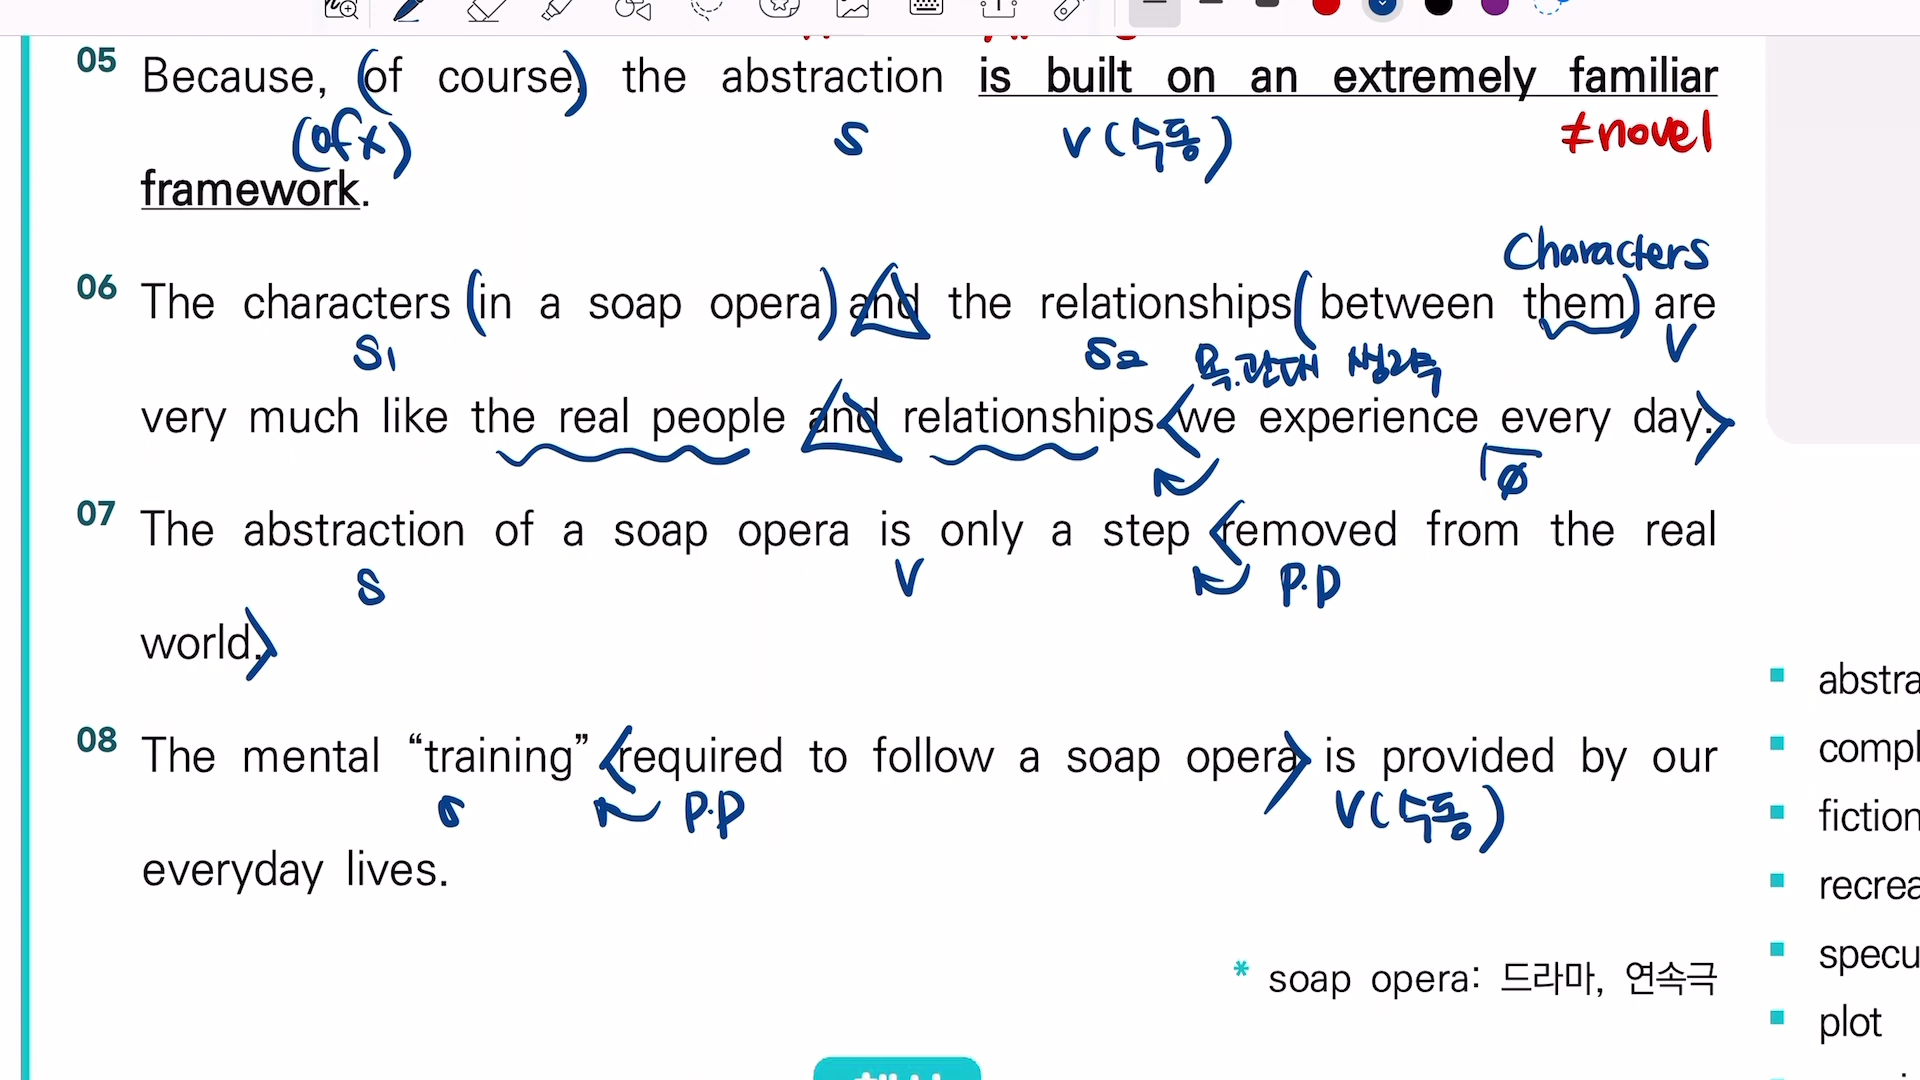 05 Because, (of course,) the abstraction is built on an extremely familiar
(of x) S V (수동) ≠novel
framework.
Characters
06 The characters (in a soap opera) and the relationships (between them) are
S1 S2 목.관대 생략 V
very much like the real people and relationships <we experience every day.>
ø
07 The abstraction of a soap opera is only a step <removed from the real
S V P.P
world.>
08 The mental “training” <required to follow a soap opera> is provided by our
S P.P V (수동)
everyday lives.
* soap opera: 드라마, 연속극
abstra
compl
fiction
recrea
specu
plot